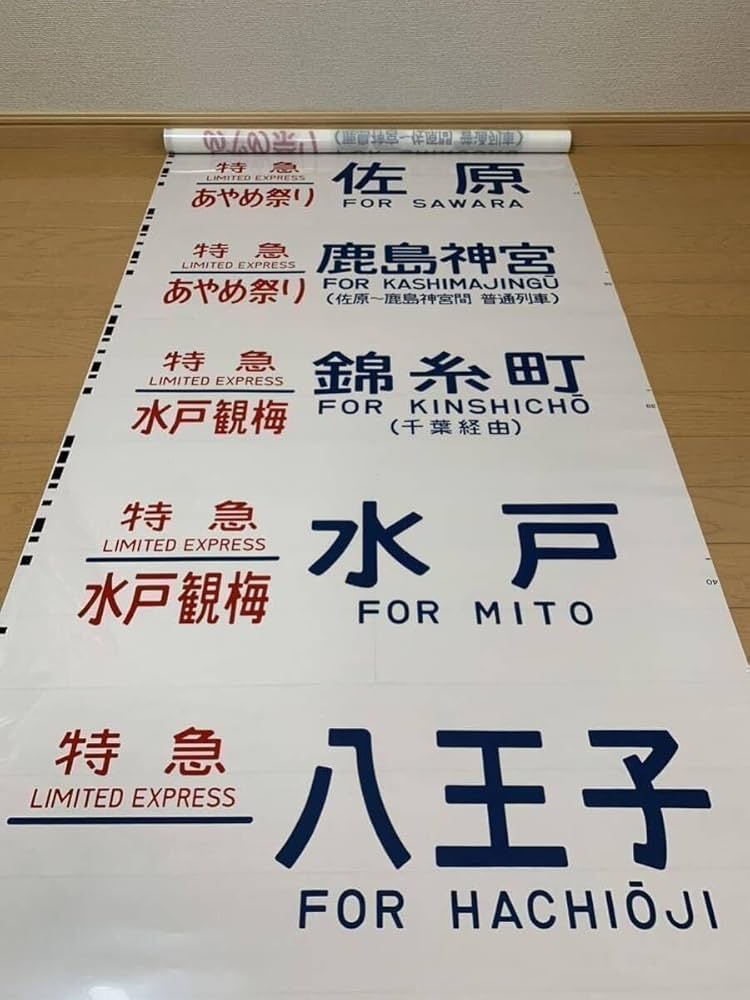 特急
LIMITED EXPRESS
あやめ祭り
佐原
FOR SAWARA
特急
LIMITED EXPRESS
あやめ祭り
鹿島神宮
FOR KASHIMAJINGŪ
(佐原~鹿島神宮間 普通列車)
特急
LIMITED EXPRESS
水戸観梅
錦糸町
FOR KINSHICHŌ
(千葉経由)
39
特急
LIMITED EXPRESS
水戸観梅
水戸
FOR MITO
40
特急
LIMITED EXPRESS
八王子
FOR HACHIŌJI